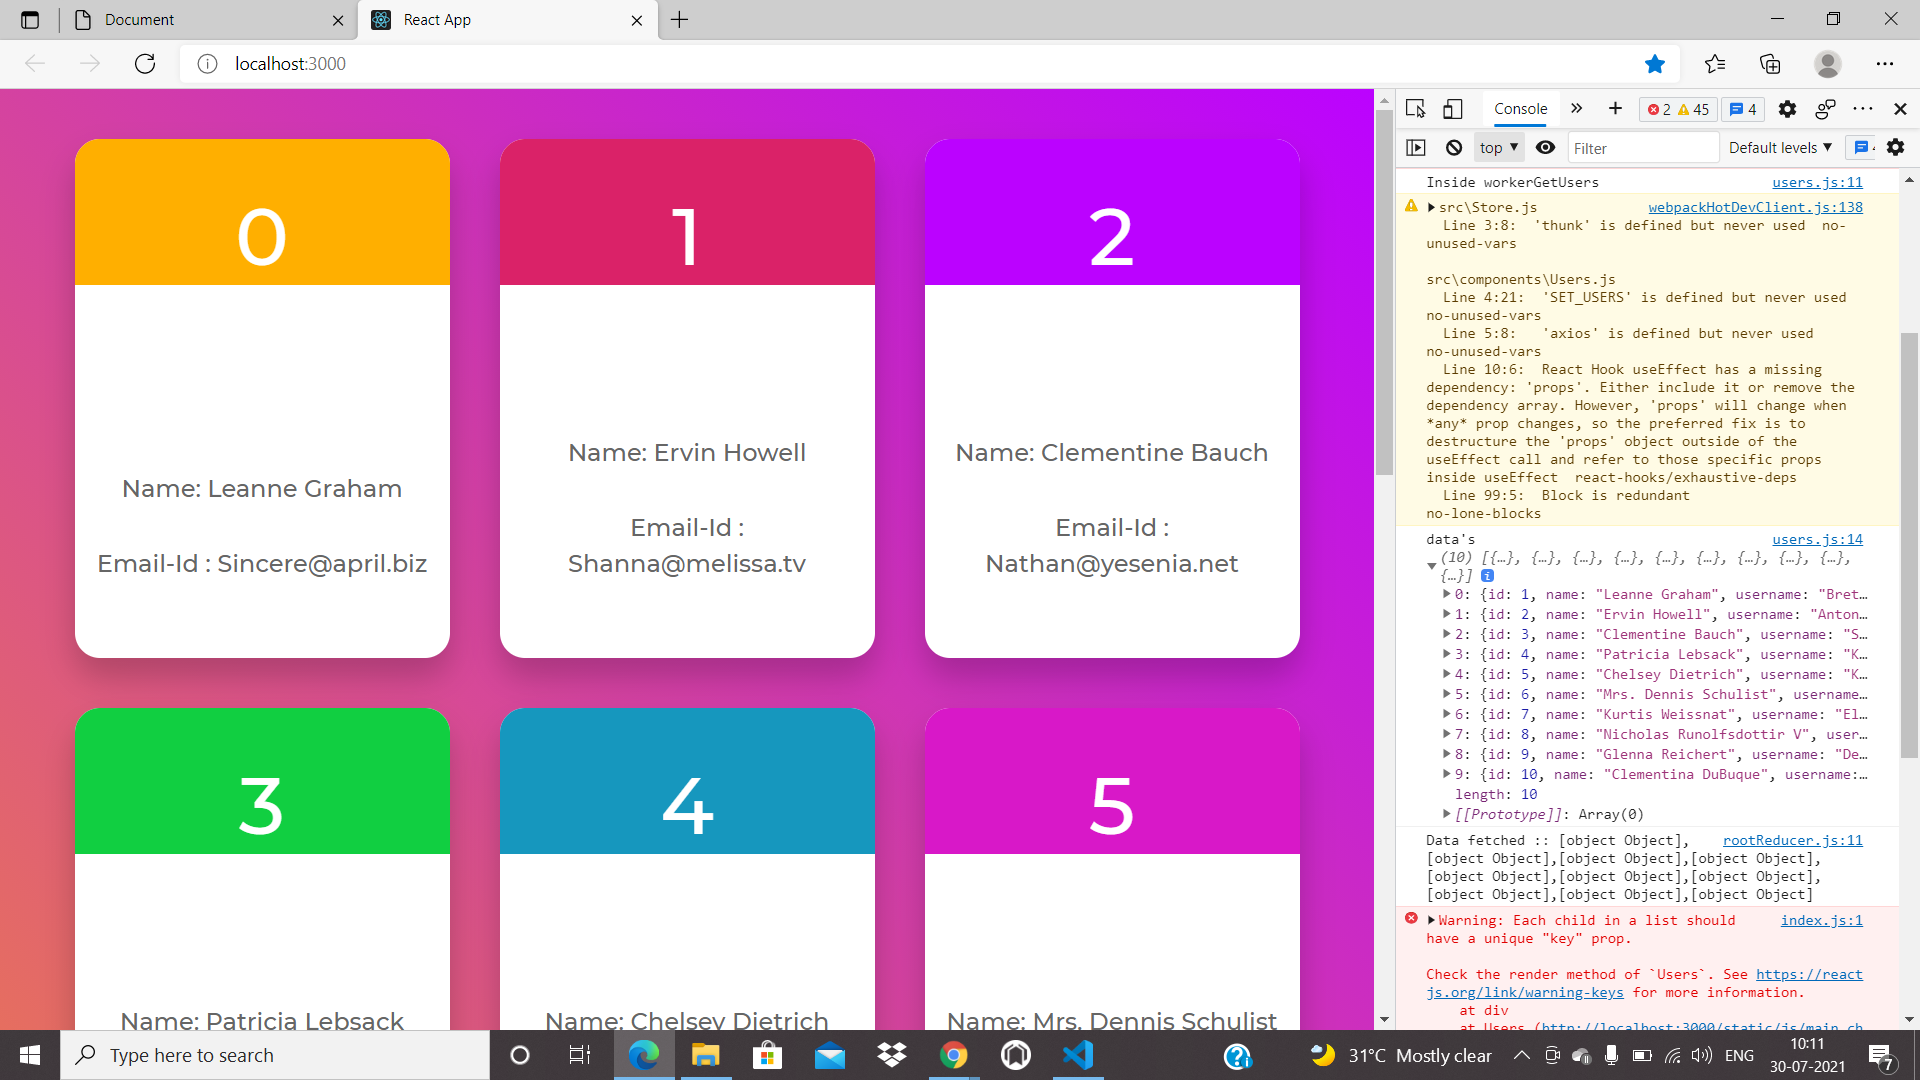 Document
React App
localhost:3000
0
1
2
Name: Leanne Graham
Email-Id : Sincere@april.biz
Name: Ervin Howell
Email-Id :
Shanna@melissa.tv
Name: Clementine Bauch
Email-Id :
Nathan@yesenia.net
3
4
5
Name: Patricia Lebsack
Name: Chelsey Dietrich
Name: Mrs. Dennis Schulist
Console
2 45
4
top
Filter
Default levels
Inside workerGetUsers users.js:11
src\Store.js webpackHotDevClient.js:138
Line 3:8: 'thunk' is defined but never used no-
unused-vars
src\components\Users.js
Line 4:21: 'SET_USERS' is defined but never used
no-unused-vars
Line 5:8: 'axios' is defined but never used
no-unused-vars
Line 10:6: React Hook useEffect has a missing
dependency: 'props'. Either include it or remove the
dependency array. However, 'props' will change when
*any* prop changes, so the preferred fix is to
destructure the 'props' object outside of the
useEffect call and refer to those specific props
inside useEffect react-hooks/exhaustive-deps
Line 99:5: Block is redundant
no-lone-blocks
data's users.js:14
(10) [{…}, {…}, {…}, {…}, {…}, {…}, {…}, {…}, {…},
{…}]
0: {id: 1, name: "Leanne Graham", username: "Bret…
1: {id: 2, name: "Ervin Howell", username: "Anton…
2: {id: 3, name: "Clementine Bauch", username: "S…
3: {id: 4, name: "Patricia Lebsack", username: "K…
4: {id: 5, name: "Chelsey Dietrich", username: "K…
5: {id: 6, name: "Mrs. Dennis Schulist", username…
6: {id: 7, name: "Kurtis Weissnat", username: "El…
7: {id: 8, name: "Nicholas Runolfsdottir V", user…
8: {id: 9, name: "Glenna Reichert", username: "De…
9: {id: 10, name: "Clementina DuBuque", username:…
length: 10
[[Prototype]]: Array(0)
Data fetched :: [object Object], rootReducer.js:11
[object Object],[object Object],[object Object],
[object Object],[object Object],[object Object],
[object Object],[object Object],[object Object]
Warning: Each child in a list should index.js:1
have a unique "key" prop.
Check the render method of `Users`. See https://react
js.org/link/warning-keys for more information.
at div
at Users (http://localhost:3000/static/js/main.ch
Type here to search
31°C Mostly clear
ENG
10:11
30-07-2021
7